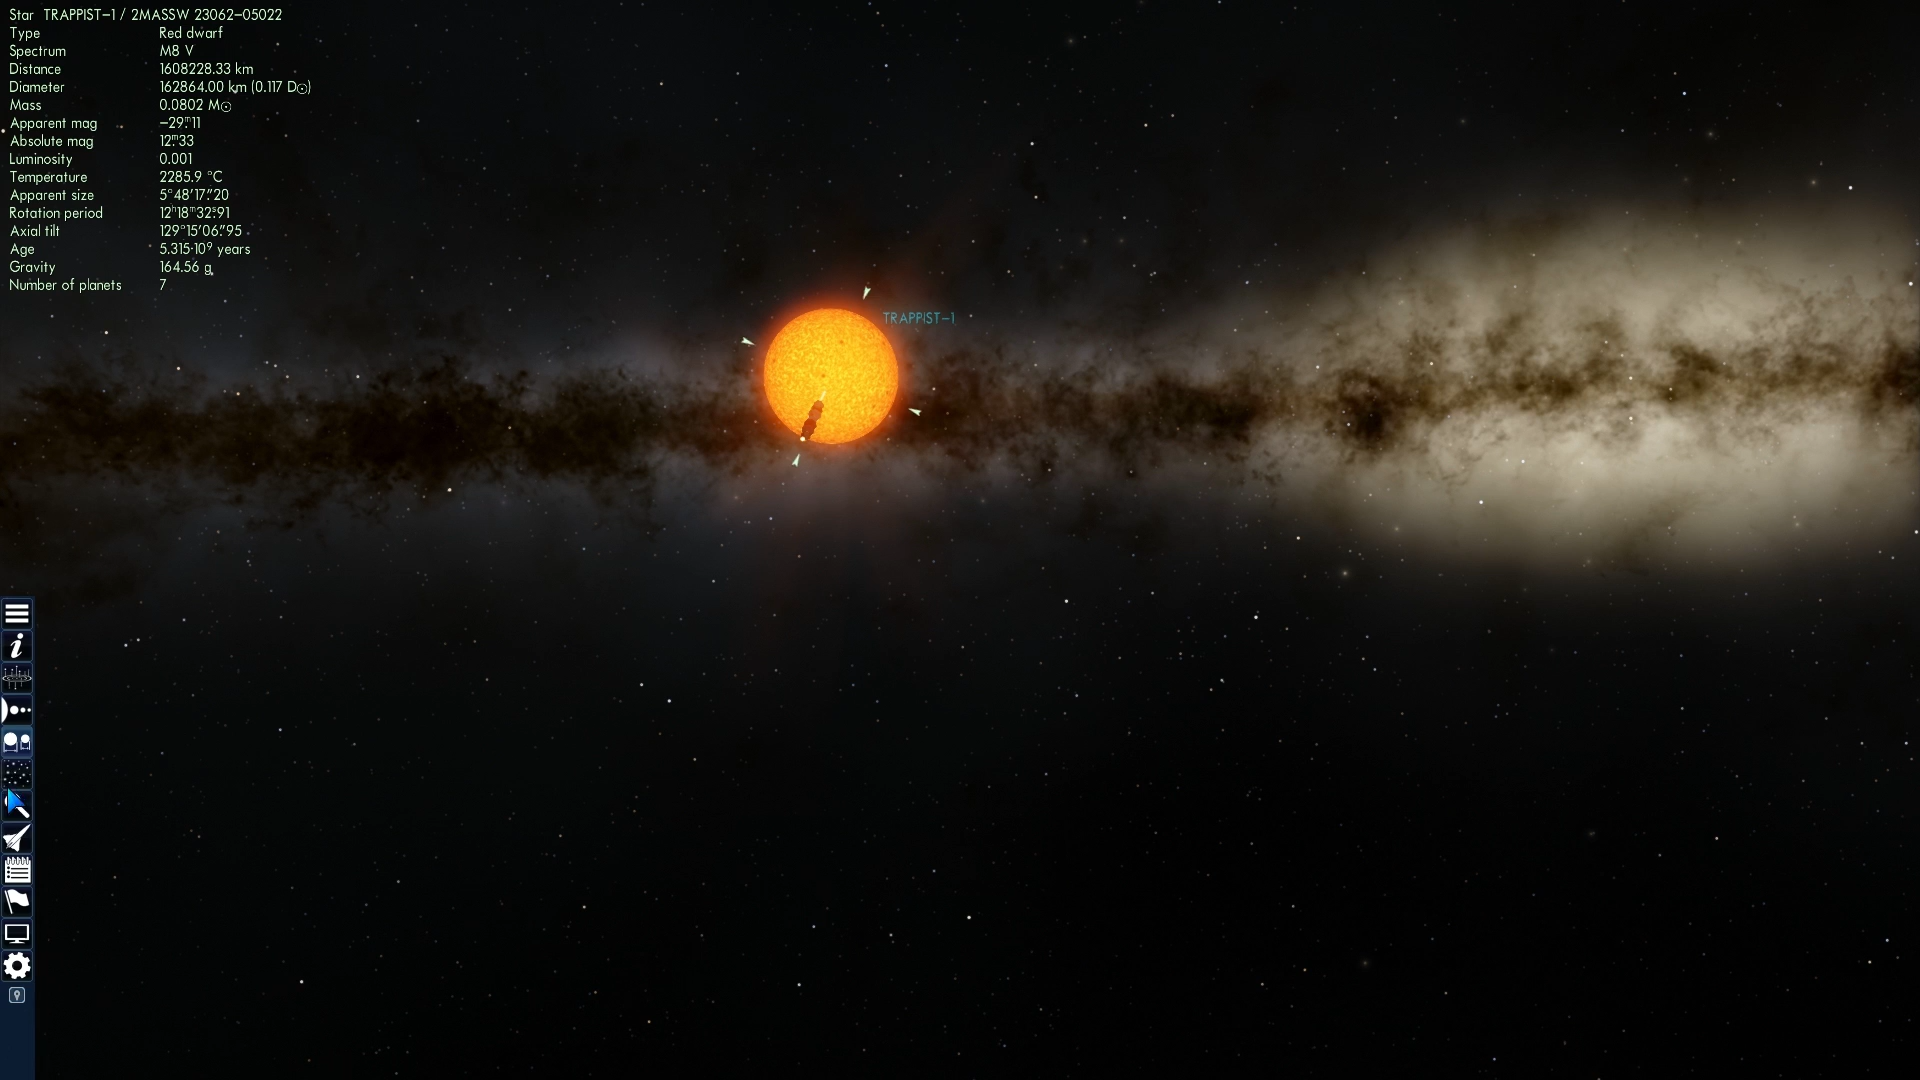 Star TRAPPIST-1 / 2MASSW 23062-05022
Type Red dwarf
Spectrum M8 V
Distance 1608228.33 km
Diameter 162864.00 km (0.117 D☉)
Mass 0.0802 M☉
Apparent mag −29ᵐ.11
Absolute mag 12ᵐ.33
Luminosity 0.001
Temperature 2285.9 °C
Apparent size 5°48'17."20
Rotation period 12ʰ18ᵐ32ˢ.91
Axial tilt 129°15'06."95
Age 5.315·10⁹ years
Gravity 164.56 g
Number of planets 7
TRAPPIST-1